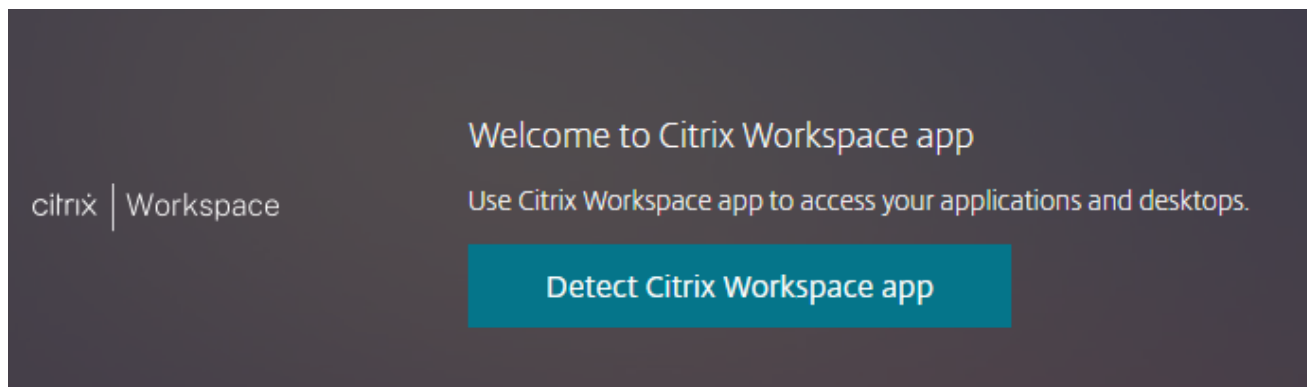 Welcome to Citrix Workspace app
citrix | Workspace
Use Citrix Workspace app to access your applications and desktops.
Detect Citrix Workspace app